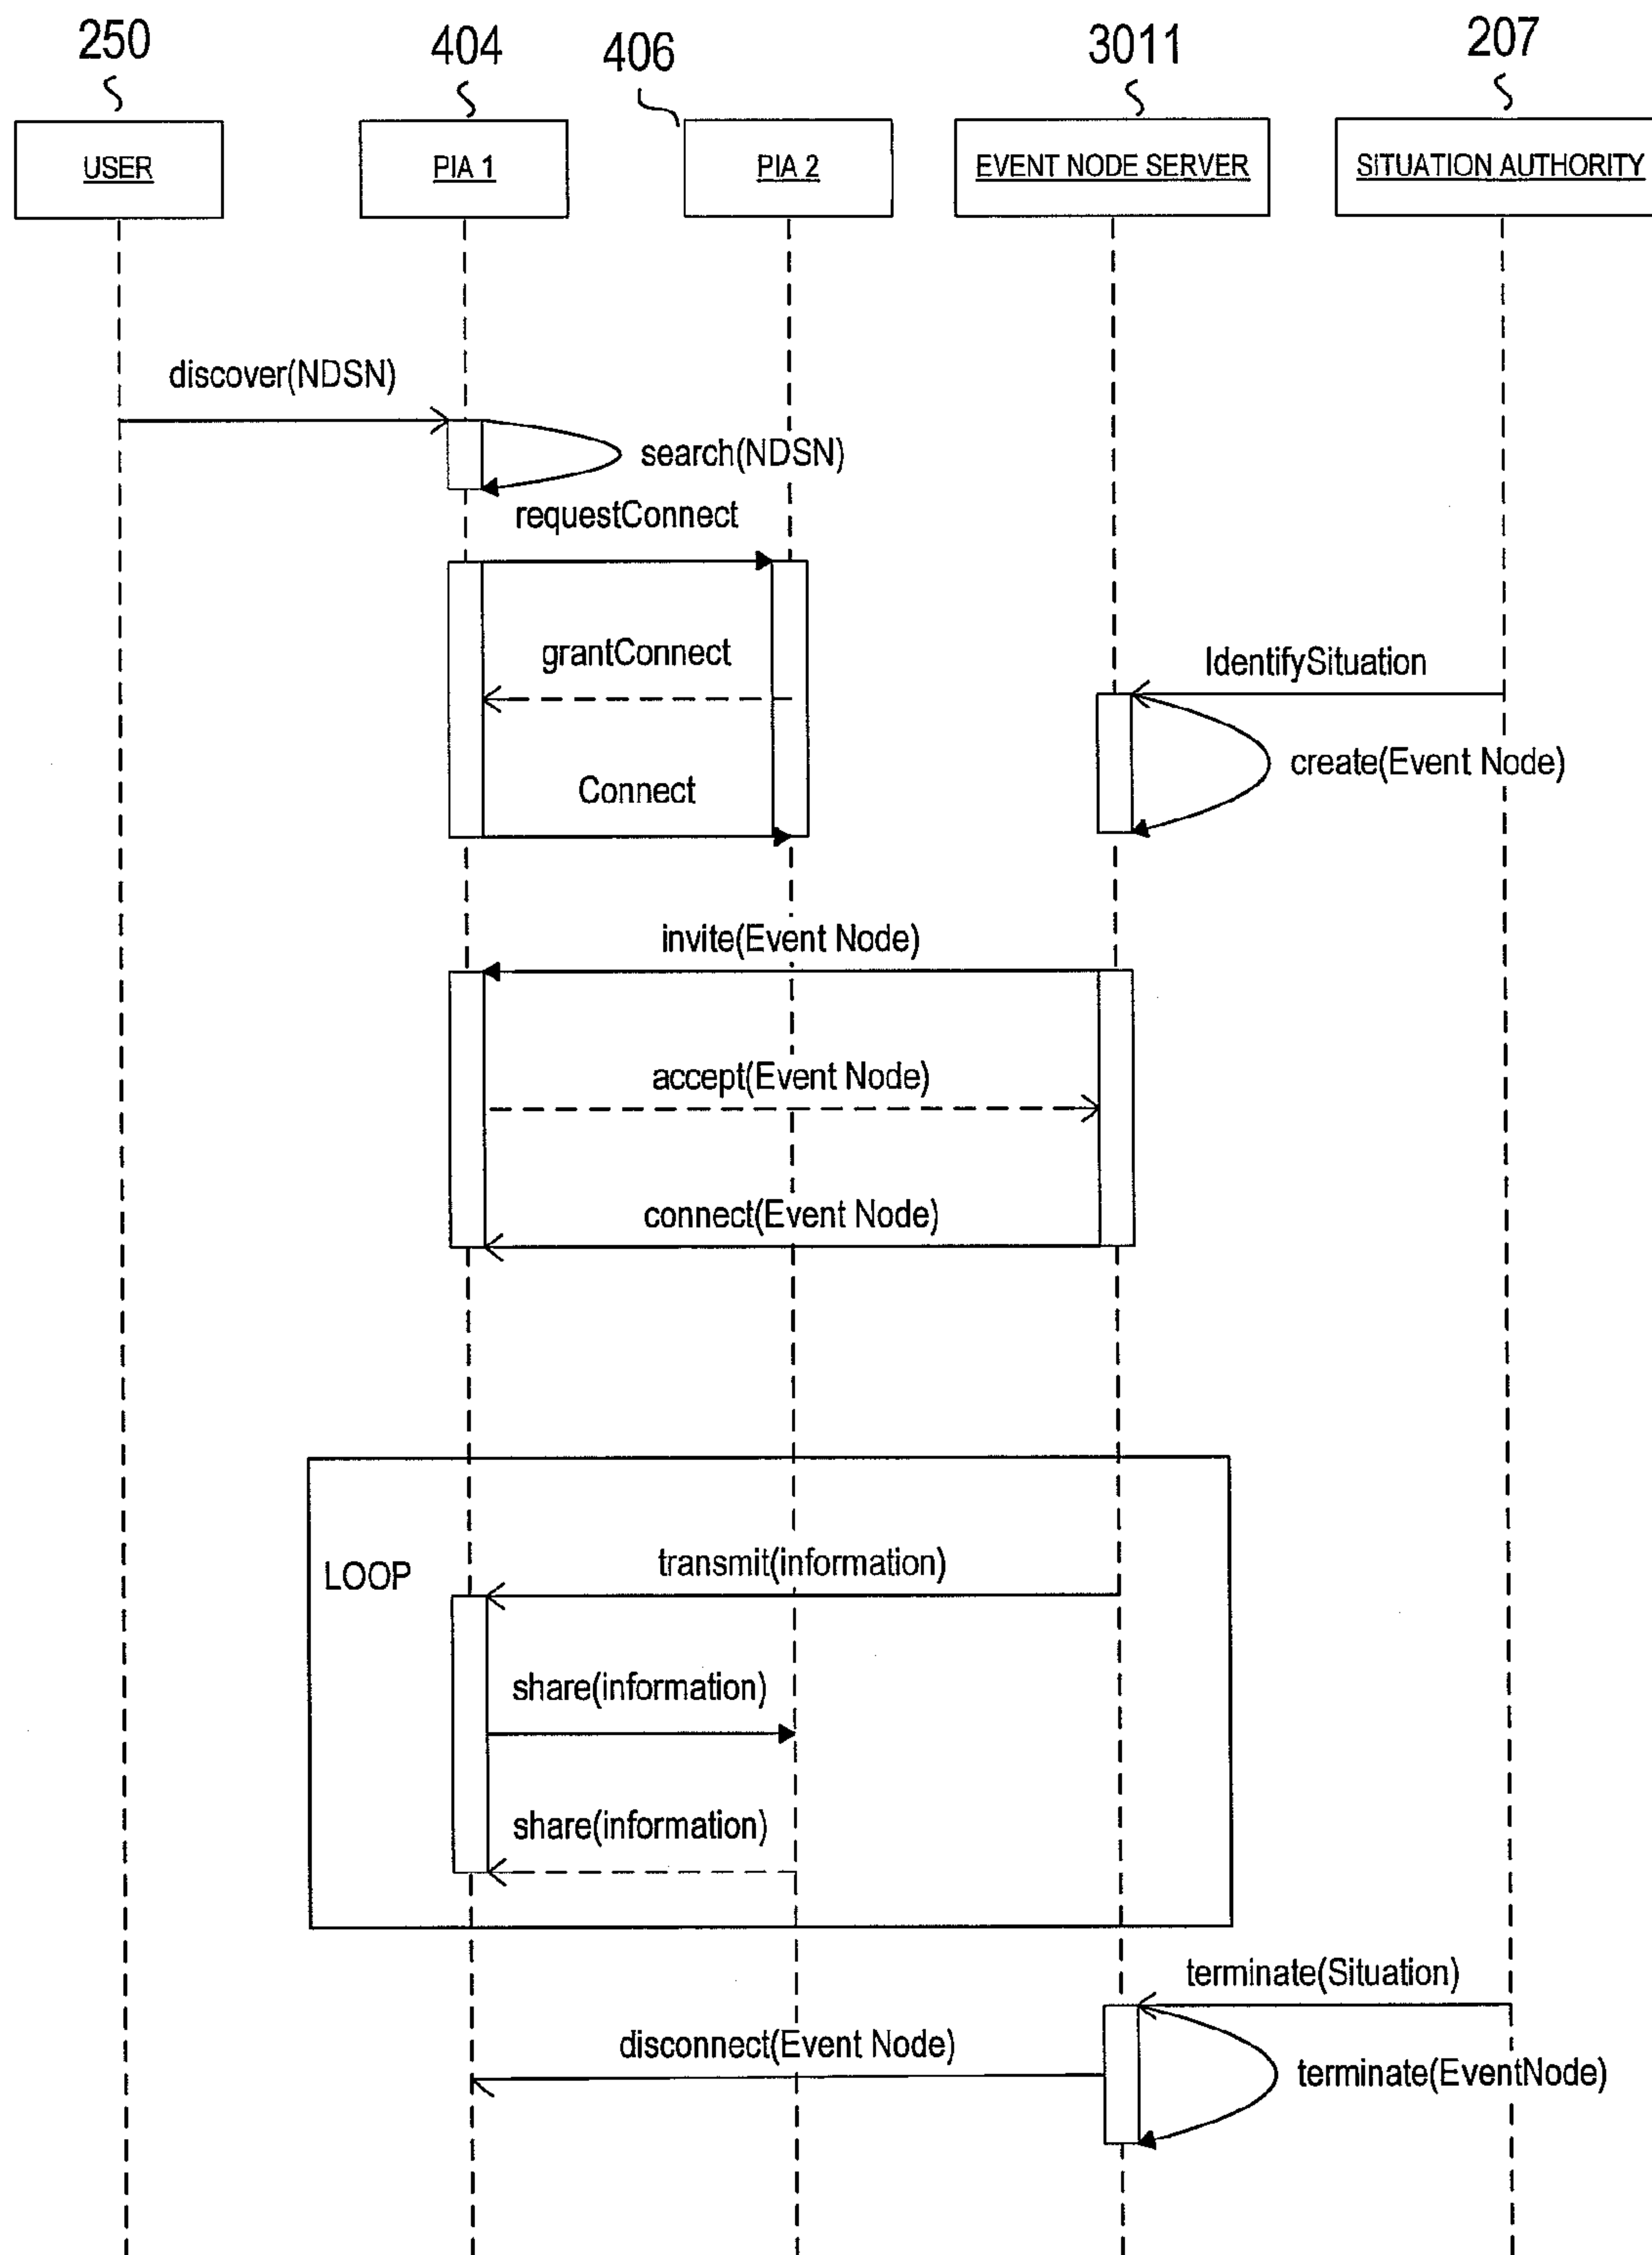 250
404
406
3011
207
USER
PIA 1
PIA 2
EVENT NODE SERVER
SITUATION AUTHORITY
discover(NDSN)
search(NDSN)
requestConnect
grantConnect
IdentifySituation
create(Event Node)
Connect
invite(Event Node)
accept(Event Node)
connect(Event Node)
LOOP
transmit(information)
share(information)
share(information)
terminate(Situation)
disconnect(Event Node)
terminate(EventNode)